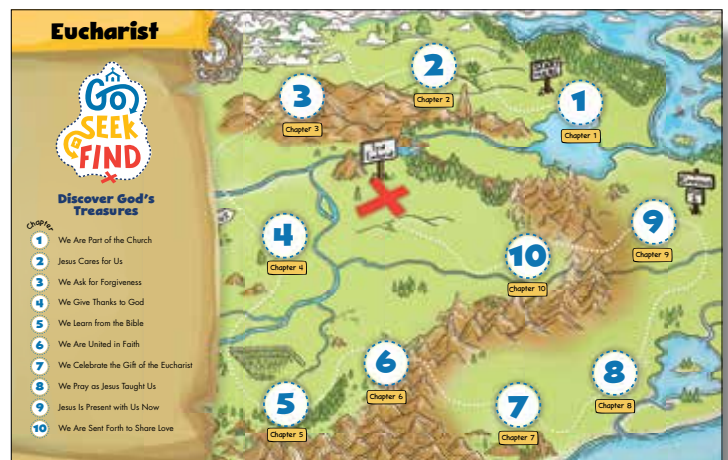 Eucharist
GO
SEEK
FIND
Discover God's
Treasures
Chapter
1 We Are Part of the Church
2 Jesus Cares for Us
3 We Ask for Forgiveness
4 We Give Thanks to God
5 We Learn from the Bible
6 We Are United in Faith
7 We Celebrate the Gift of the Eucharist
8 We Pray as Jesus Taught Us
9 Jesus Is Present with Us Now
10 We Are Sent Forth to Share Love
1
Chapter 1
2
Chapter 2
3
Chapter 3
4
Chapter 4
5
Chapter 5
6
Chapter 6
7
Chapter 7
8
Chapter 8
9
Chapter 9
10
Chapter 10